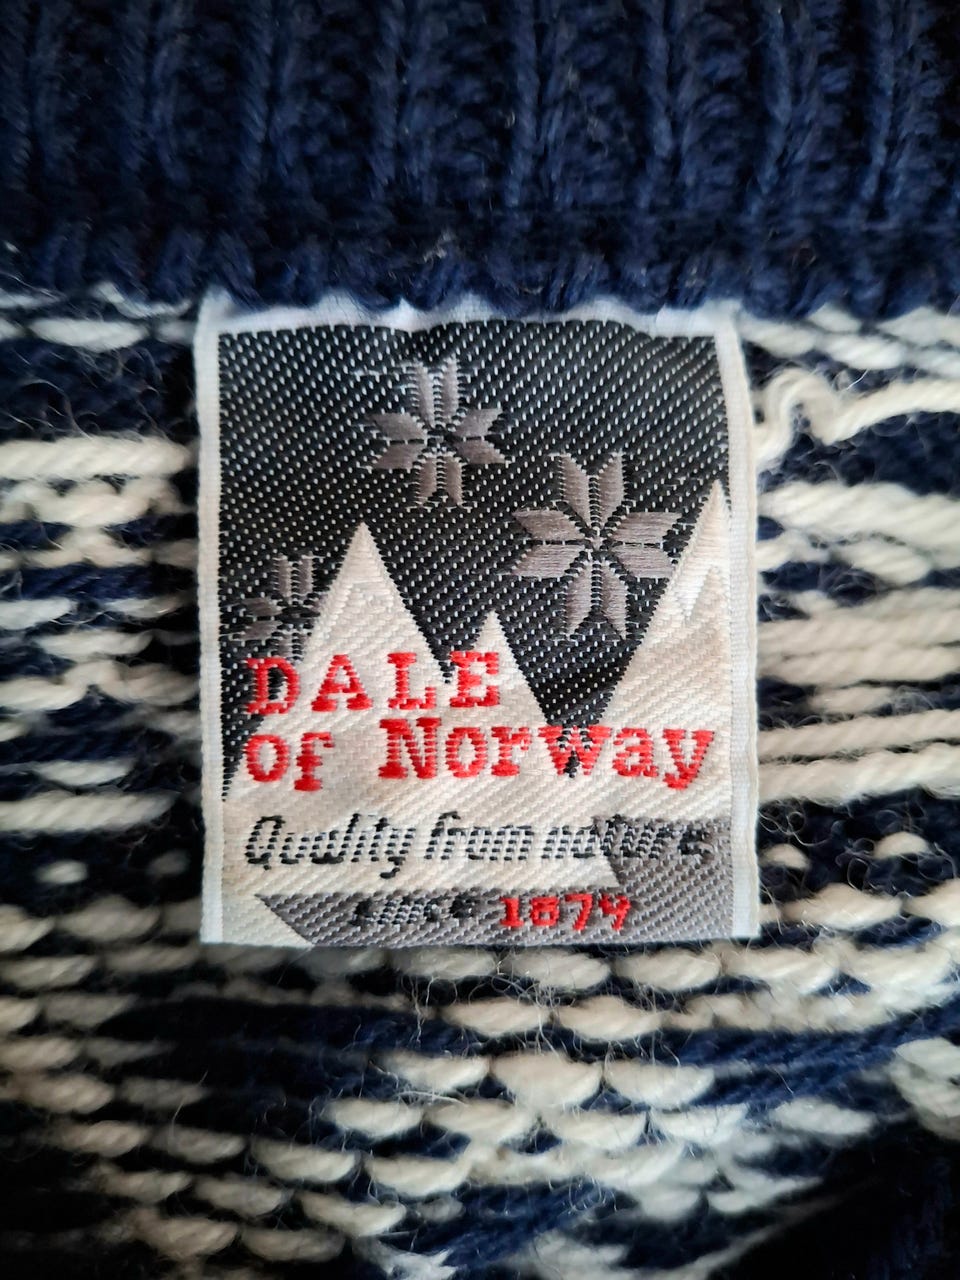 DALE
of Norway
Quality from nature
since 1879